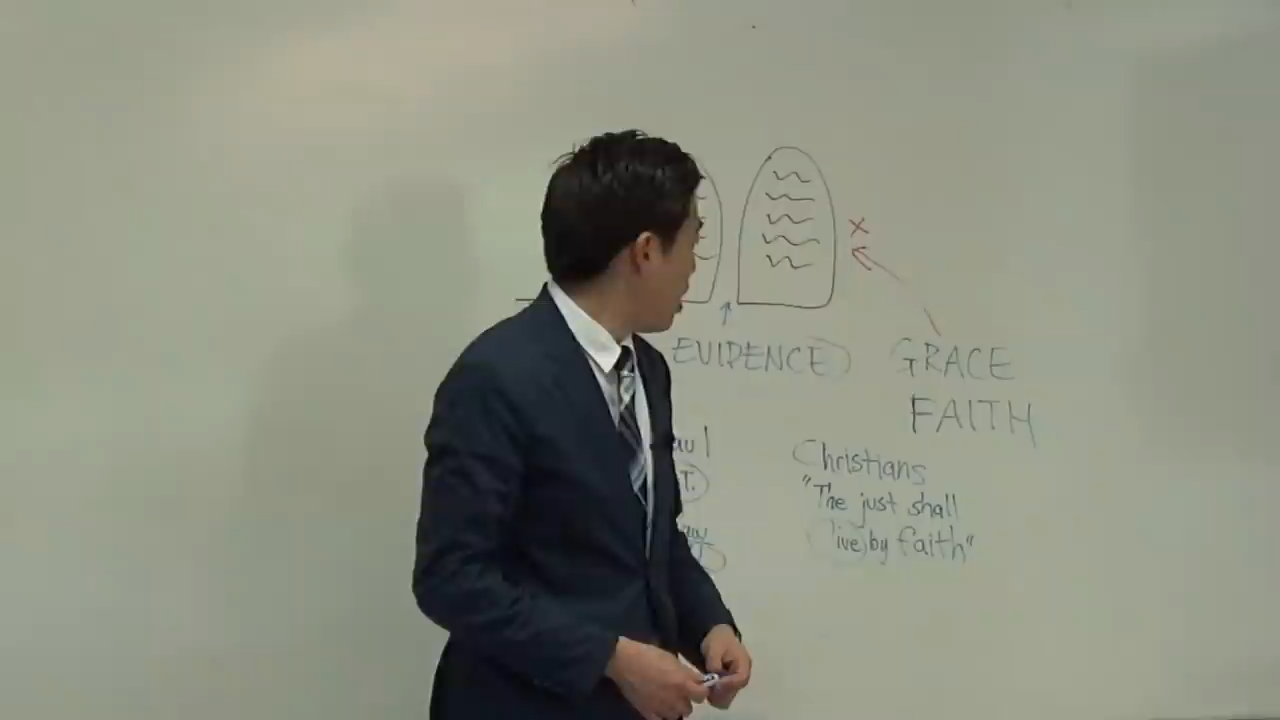 EVIDENCE)
GRACE
FAITH
Christians
"The just shall
live) by faith"